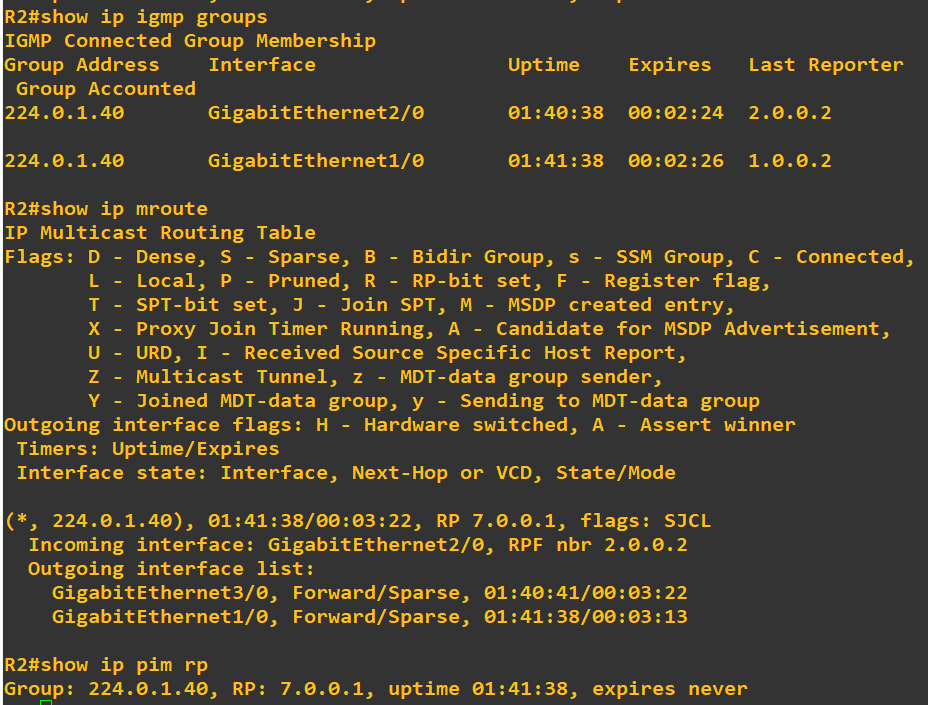 R2#show ip igmp groups
IGMP Connected Group Membership
Group Address    Interface                Uptime    Expires   Last Reporter
 Group Accounted
224.0.1.40       GigabitEthernet2/0       01:40:38  00:02:24  2.0.0.2
224.0.1.40       GigabitEthernet1/0       01:41:38  00:02:26  1.0.0.2
R2#show ip mroute
IP Multicast Routing Table
Flags: D - Dense, S - Sparse, B - Bidir Group, s - SSM Group, C - Connected,
       L - Local, P - Pruned, R - RP-bit set, F - Register flag,
       T - SPT-bit set, J - Join SPT, M - MSDP created entry,
       X - Proxy Join Timer Running, A - Candidate for MSDP Advertisement,
       U - URD, I - Received Source Specific Host Report,
       Z - Multicast Tunnel, z - MDT-data group sender,
       Y - Joined MDT-data group, y - Sending to MDT-data group
Outgoing interface flags: H - Hardware switched, A - Assert winner
 Timers: Uptime/Expires
 Interface state: Interface, Next-Hop or VCD, State/Mode
(*, 224.0.1.40), 01:41:38/00:03:22, RP 7.0.0.1, flags: SJCL
  Incoming interface: GigabitEthernet2/0, RPF nbr 2.0.0.2
  Outgoing interface list:
    GigabitEthernet3/0, Forward/Sparse, 01:40:41/00:03:22
    GigabitEthernet1/0, Forward/Sparse, 01:41:38/00:03:13
R2#show ip pim rp
Group: 224.0.1.40, RP: 7.0.0.1, uptime 01:41:38, expires never